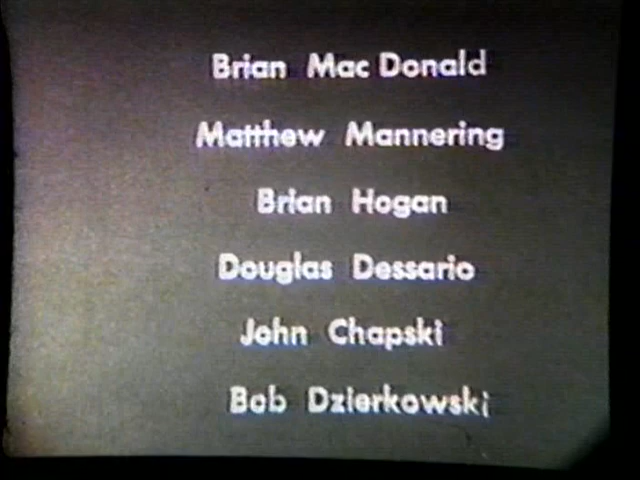 Brian Mac Donald
Matthew Mannering
Brian Hogan
Douglas Dessario
John Chapski
Bob Dzierkowski